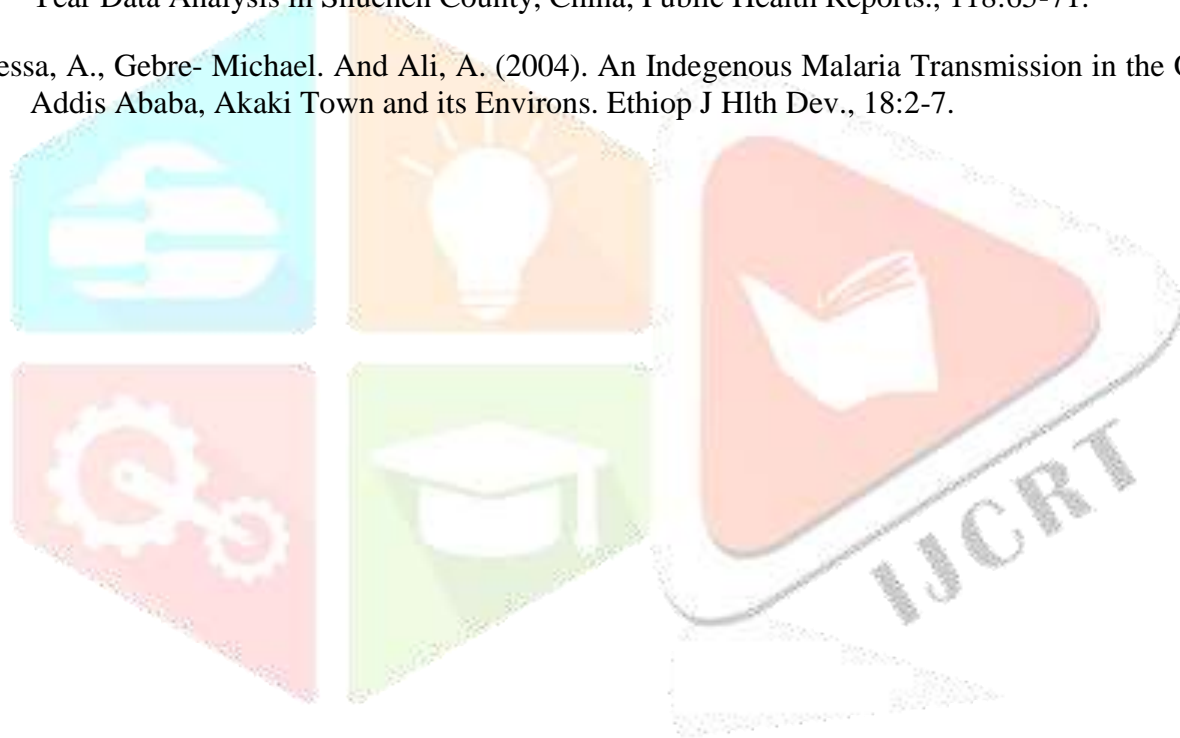 Year Data Analysis in Shuchen County, China, Public Health Reports., 118:65-71.
essa, A., Gebre- Michael. And Ali, A. (2004). An Indegenous Malaria Transmission in the
Addis Ababa, Akaki Town and its Environs. Ethiop J Hlth Dev., 18:2-7.
IJCRT